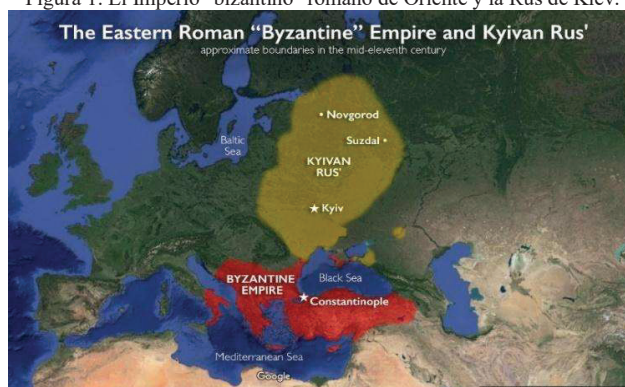 Figura 1. El Imperio "bizantino" romano de Oriente y la Rus de Kiev.
The Eastern Roman “Byzantine” Empire and Kyivan Rus'
approximate boundaries in the mid-eleventh century
Novgorod
Suzdal
Baltic
Sea
KYIVAN
RUS'
Kyiv
BYZANTINE
EMPIRE
Black Sea
Constantinople
Mediterranean Sea
Google